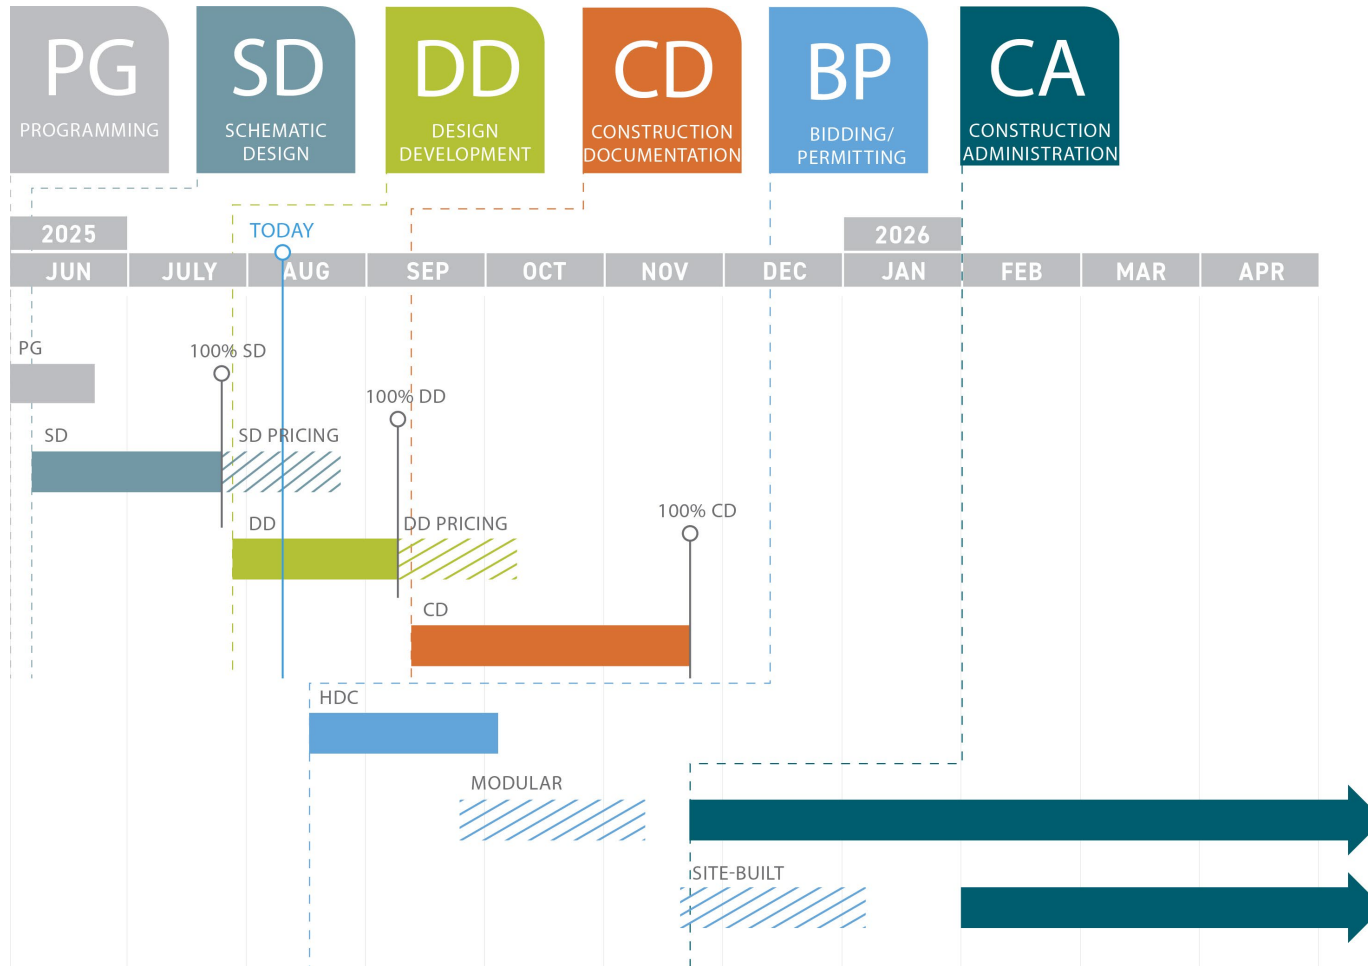 PG
PROGRAMMING
SD
SCHEMATIC
DESIGN
DD
DESIGN
DEVELOPMENT
CD
CONSTRUCTION
DOCUMENTATION
BP
BIDDING/
PERMITTING
CA
CONSTRUCTION
ADMINISTRATION
2025
TODAY
2026
JUN JULY AUG SEP OCT NOV DEC JAN FEB MAR APR
PG
100% SD
100% DD
SD
SD PRICING
100% CD
DD
DD PRICING
CD
HDC
MODULAR
SITE-BUILT